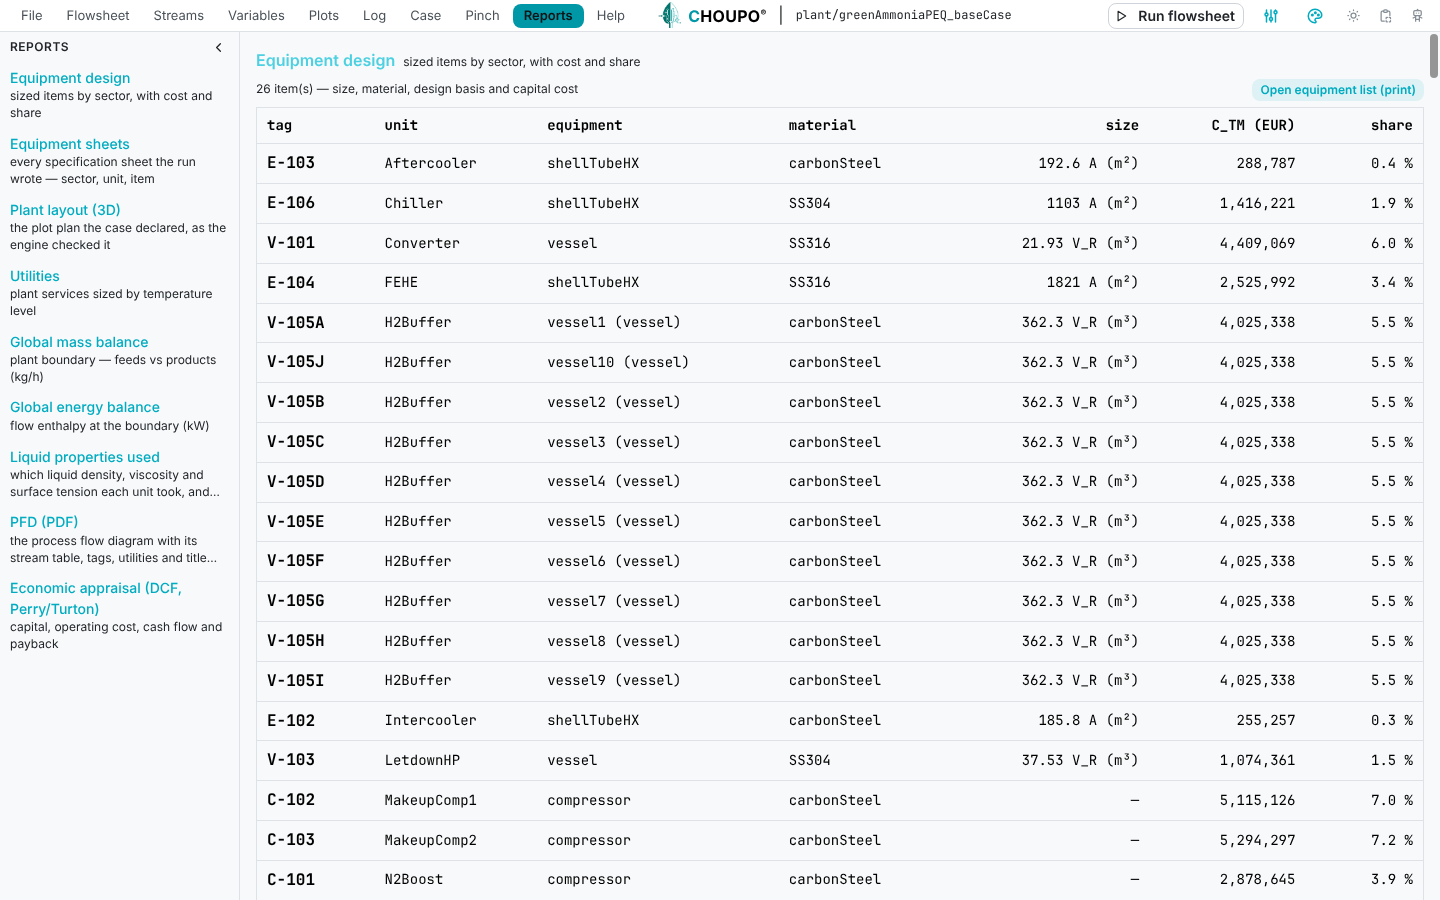 File Flowsheet Streams Variables Plots Log Case Pinch Reports Help CHOUPO® plant/greenAmmoniaPEQ_baseCase Run flowsheet
REPORTS
Equipment design
sized items by sector, with cost and
share
Equipment sheets
every specification sheet the run
wrote — sector, unit, item
Plant layout (3D)
the plot plan the case declared, as the
engine checked it
Utilities
plant services sized by temperature
level
Global mass balance
plant boundary — feeds vs products
(kg/h)
Global energy balance
flow enthalpy at the boundary (kW)
Liquid properties used
which liquid density, viscosity and
surface tension each unit took, and...
PFD (PDF)
the process flow diagram with its
stream table, tags, utilities and title...
Economic appraisal (DCF,
Perry/Turton)
capital, operating cost, cash flow and
payback
Equipment design sized items by sector, with cost and share
26 item(s) — size, material, design basis and capital cost
Open equipment list (print)
tag unit equipment material size C_TM (EUR) share
E-103 Aftercooler shellTubeHX carbonSteel 192.6 A (m²) 288,787 0.4 %
E-106 Chiller shellTubeHX SS304 1103 A (m²) 1,416,221 1.9 %
V-101 Converter vessel SS316 21.93 V_R (m³) 4,409,069 6.0 %
E-104 FEHE shellTubeHX SS316 1821 A (m²) 2,525,992 3.4 %
V-105A H2Buffer vessel1 (vessel) carbonSteel 362.3 V_R (m³) 4,025,338 5.5 %
V-105J H2Buffer vessel10 (vessel) carbonSteel 362.3 V_R (m³) 4,025,338 5.5 %
V-105B H2Buffer vessel2 (vessel) carbonSteel 362.3 V_R (m³) 4,025,338 5.5 %
V-105C H2Buffer vessel3 (vessel) carbonSteel 362.3 V_R (m³) 4,025,338 5.5 %
V-105D H2Buffer vessel4 (vessel) carbonSteel 362.3 V_R (m³) 4,025,338 5.5 %
V-105E H2Buffer vessel5 (vessel) carbonSteel 362.3 V_R (m³) 4,025,338 5.5 %
V-105F H2Buffer vessel6 (vessel) carbonSteel 362.3 V_R (m³) 4,025,338 5.5 %
V-105G H2Buffer vessel7 (vessel) carbonSteel 362.3 V_R (m³) 4,025,338 5.5 %
V-105H H2Buffer vessel8 (vessel) carbonSteel 362.3 V_R (m³) 4,025,338 5.5 %
V-105I H2Buffer vessel9 (vessel) carbonSteel 362.3 V_R (m³) 4,025,338 5.5 %
E-102 Intercooler shellTubeHX carbonSteel 185.8 A (m²) 255,257 0.3 %
V-103 LetdownHP vessel SS304 37.53 V_R (m³) 1,074,361 1.5 %
C-102 MakeupComp1 compressor carbonSteel — 5,115,126 7.0 %
C-103 MakeupComp2 compressor carbonSteel — 5,294,297 7.2 %
C-101 N2Boost compressor carbonSteel — 2,878,645 3.9 %